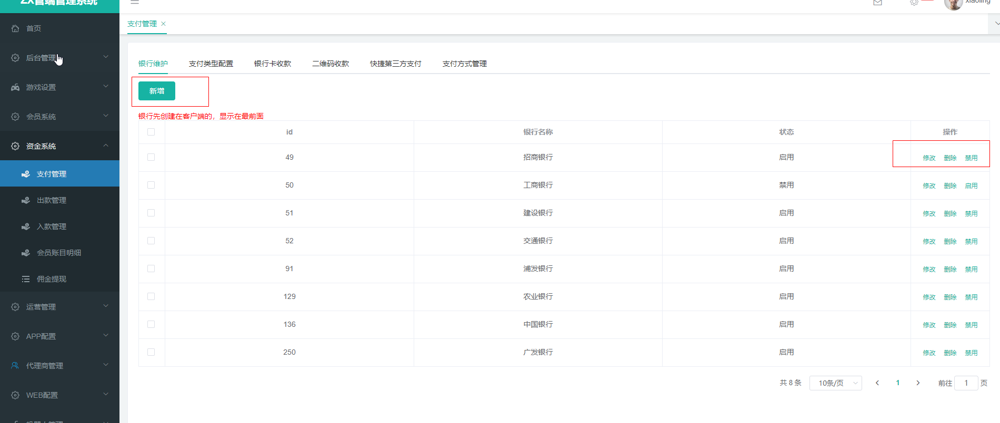 ZX管端管理系统
xiaoling
首页
后台管理
游戏设置
会员系统
资金系统
支付管理
出款管理
入款管理
会员账目明细
佣金提现
运营管理
APP配置
代理商管理
WEB配置
机器人管理
支付管理
银行维护 支付类型配置 银行卡收款 二维码收款 快捷第三方支付 支付方式管理
新增
银行先创建在客户端的，显示在最前面
id 银行名称 状态 操作
49 招商银行 启用 修改 删除 禁用
50 工商银行 禁用 修改 删除 启用
51 建设银行 启用 修改 删除 禁用
52 交通银行 启用 修改 删除 禁用
91 浦发银行 启用 修改 删除 禁用
129 农业银行 启用 修改 删除 禁用
136 中国银行 启用 修改 删除 禁用
250 广发银行 启用 修改 删除 禁用
共 8 条 10条/页 1 前往 1 页